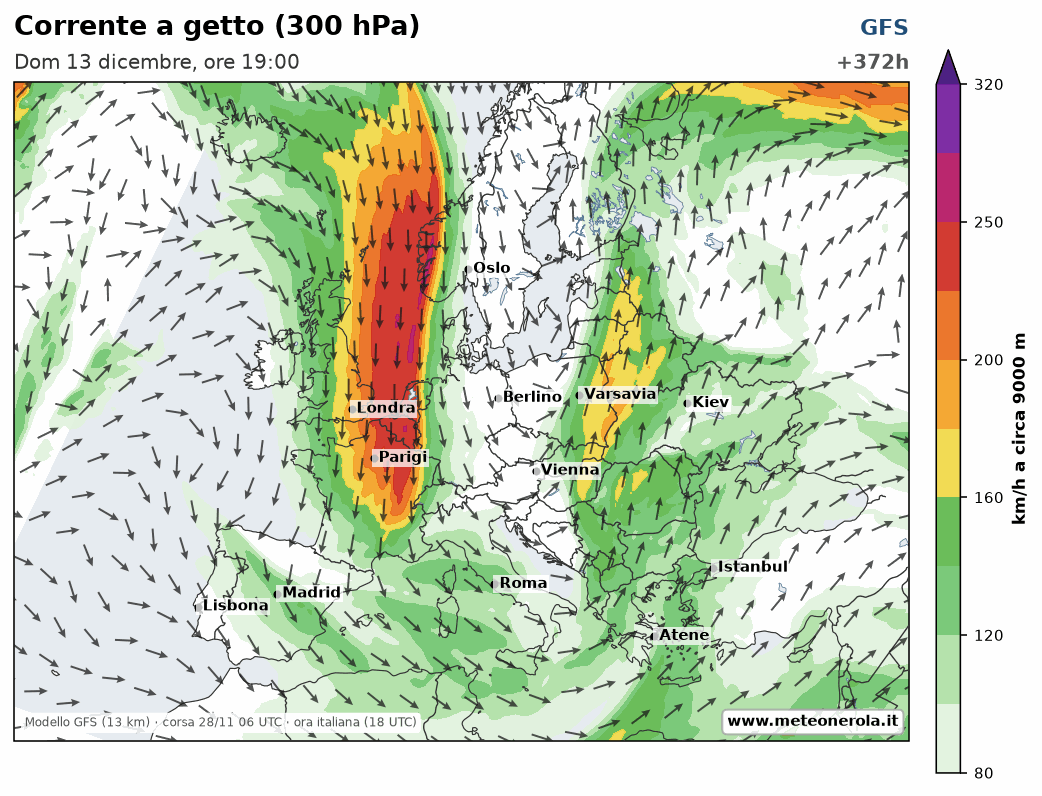 Corrente a getto (300 hPa)
GFS
Dom 13 dicembre, ore 19:00
+372h
320
250
200
160
120
80
km/h a circa 9000 m
Oslo
Berlino
Varsavia
Kiev
Londra
Parigi
Vienna
Istanbul
Roma
Madrid
Lisbona
Atene
Modello GFS (13 km) · corsa 28/11 06 UTC · ora italiana (18 UTC)
www.meteonerola.it